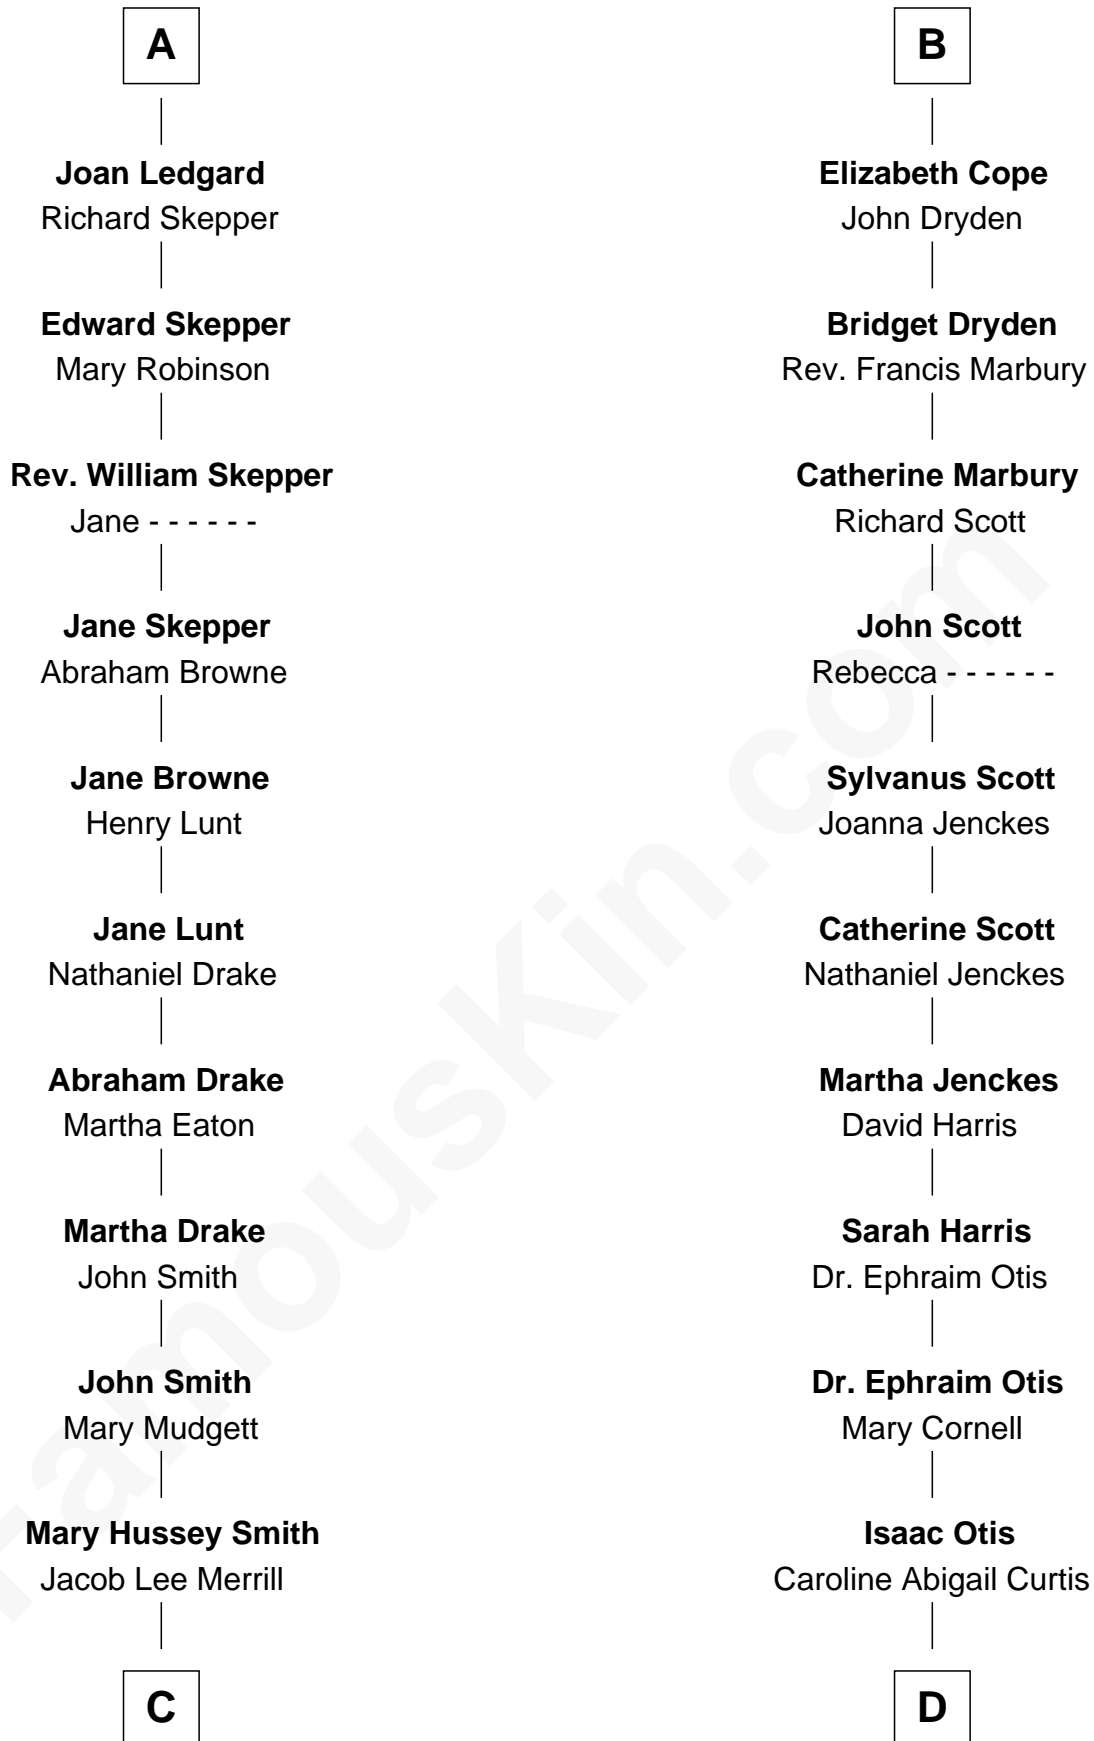 A
Joan Ledgard
Richard Skepper
Edward Skepper
Mary Robinson
Rev. William Skepper
Jane - - - - - -
Jane Skepper
Abraham Browne
Jane Browne
Henry Lunt
Jane Lunt
Nathaniel Drake
Abraham Drake
Martha Eaton
Martha Drake
John Smith
John Smith
Mary Mudgett
Mary Hussey Smith
Jacob Lee Merrill
C
B
Elizabeth Cope
John Dryden
Bridget Dryden
Rev. Francis Marbury
Catherine Marbury
Richard Scott
John Scott
Rebecca - - - - - -
Sylvanus Scott
Joanna Jenckes
Catherine Scott
Nathaniel Jenckes
Martha Jenckes
David Harris
Sarah Harris
Dr. Ephraim Otis
Dr. Ephraim Otis
Mary Cornell
Isaac Otis
Caroline Abigail Curtis
D
FamousKin.com